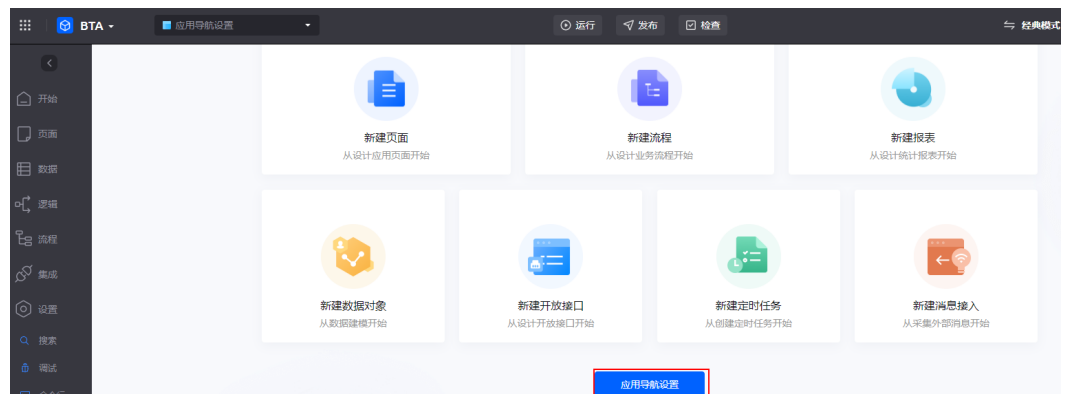 BTA
应用导航设置
运行
发布
检查
经典模式
开始
页面
数据
逻辑
流程
集成
设置
搜索
调试
新建页面
从设计应用页面开始
新建流程
从设计业务流程开始
新建报表
从设计统计报表开始
新建数据对象
从数据建模开始
新建开放接口
从设计开放接口开始
新建定时任务
从创建定时任务开始
新建消息接入
从采集外部消息开始
应用导航设置